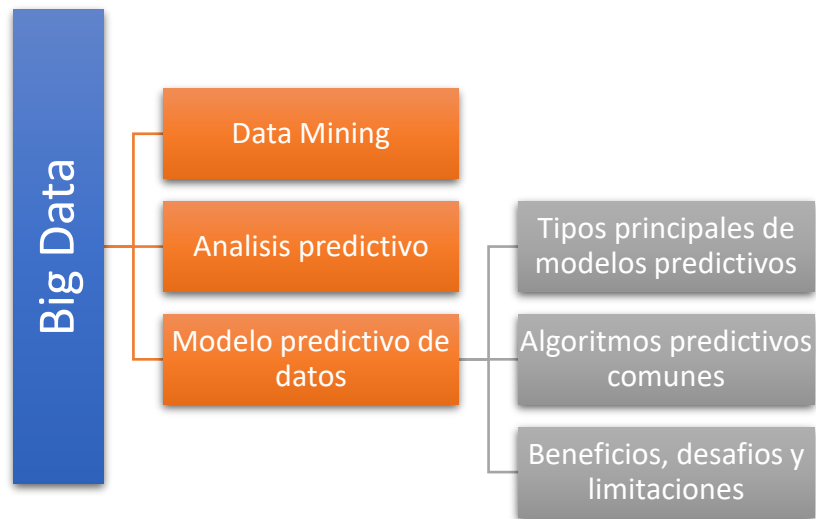 Big Data
Data Mining
Analisis predictivo
Modelo predictivo de
datos
Tipos principales de
modelos predictivos
Algoritmos predictivos
comunes
Beneficios, desafios y
limitaciones